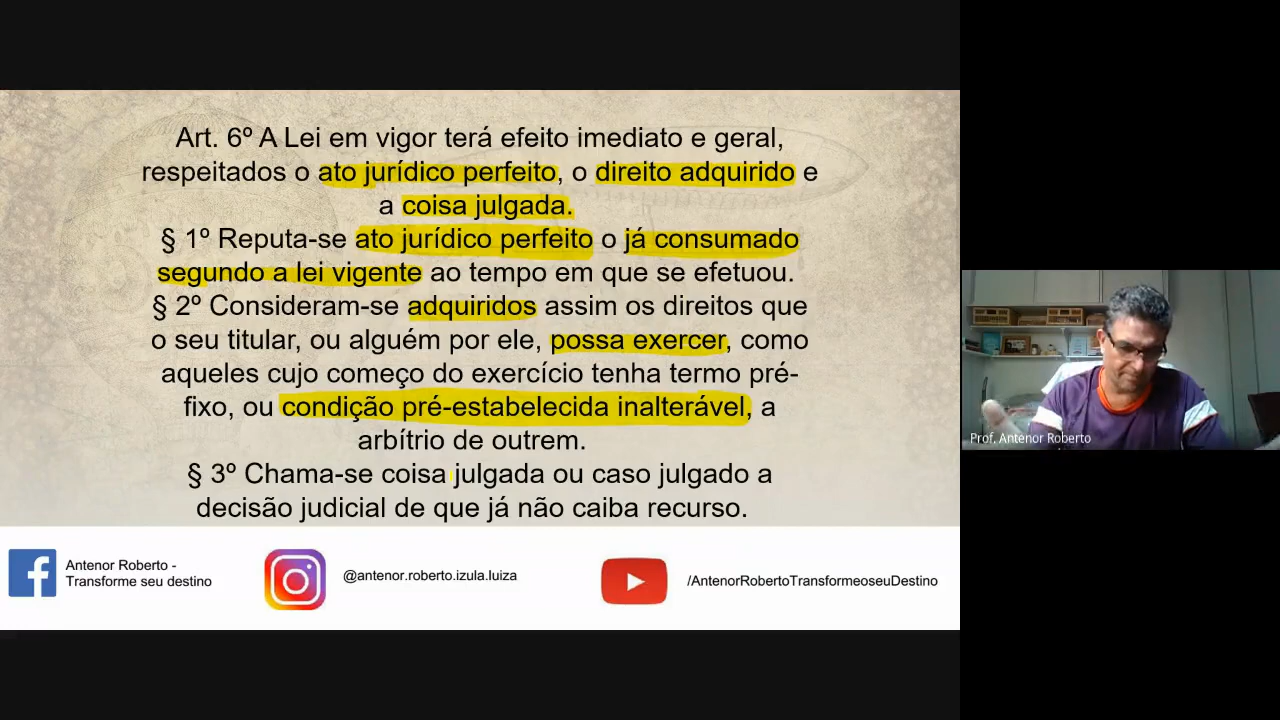 Art. 6º A Lei em vigor terá efeito imediato e geral,
respeitados o ato jurídico perfeito, o direito adquirido e
a coisa julgada.
§ 1º Reputa-se ato jurídico perfeito o já consumado
segundo a lei vigente ao tempo em que se efetuou.
§ 2º Consideram-se adquiridos assim os direitos que
o seu titular, ou alguém por ele, possa exercer, como
aqueles cujo começo do exercício tenha termo pré-
fixo, ou condição pré-estabecida inalterável, a
arbítrio de outrem.
§ 3º Chama-se coisa julgada ou caso julgado a
decisão judicial de que já não caiba recurso.
Antenor Roberto -
Transforme seu destino
@antenor.roberto.izula.luiza
/AntenorRobertoTransformeoseuDestino
Prof. Antenor Roberto